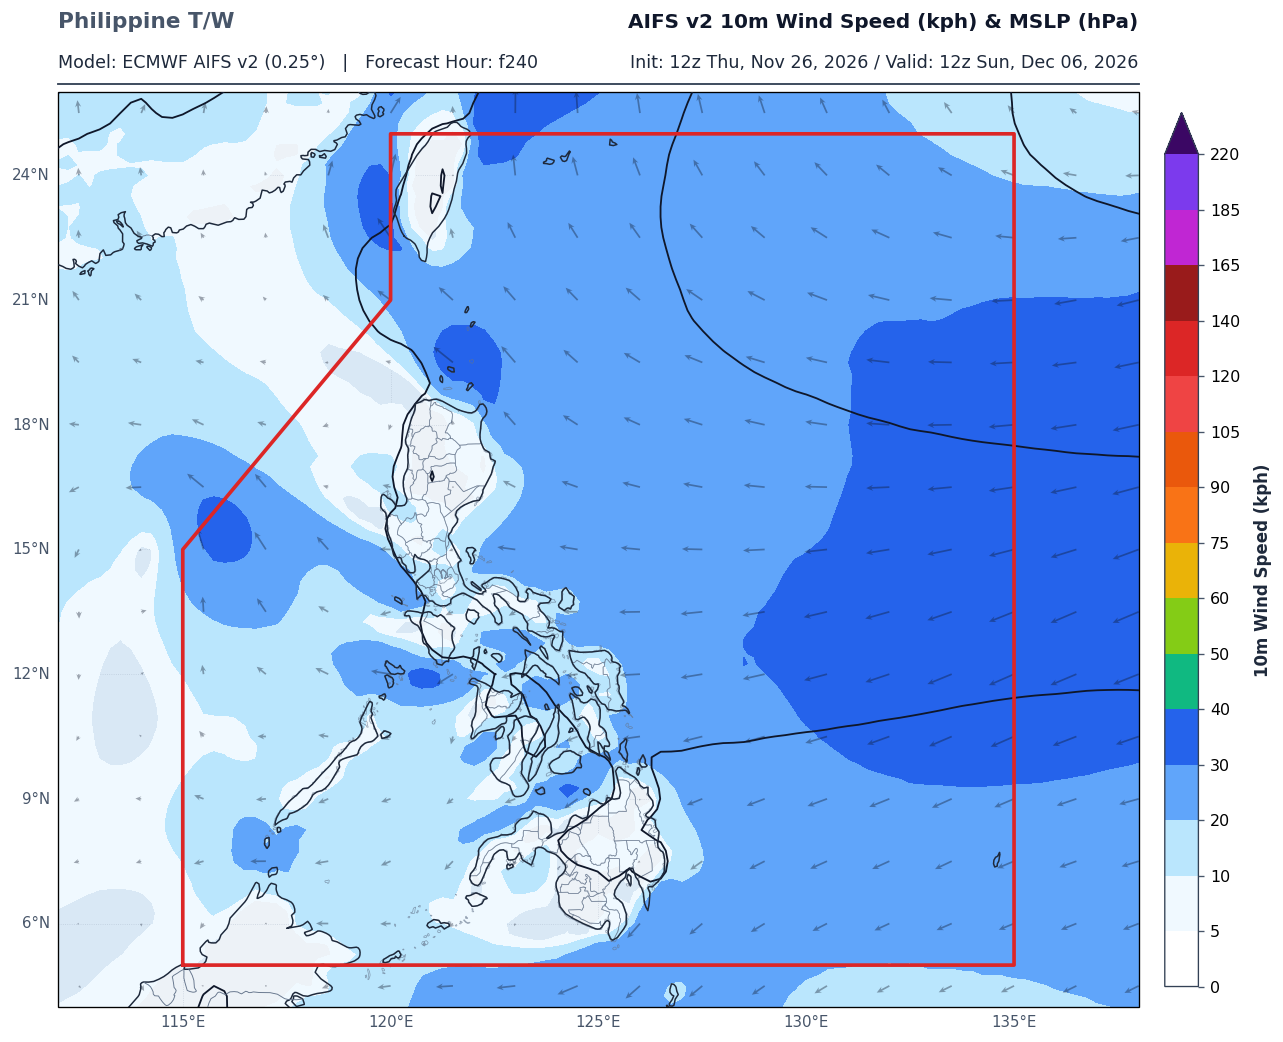 Philippine T/W
AIFS v2 10m Wind Speed (kph) & MSLP (hPa)
Model: ECMWF AIFS v2 (0.25°) | Forecast Hour: f240
Init: 12z Thu, Nov 26, 2026 / Valid: 12z Sun, Dec 06, 2026
24°N
21°N
18°N
15°N
12°N
9°N
6°N
115°E
120°E
125°E
130°E
135°E
220
185
165
140
120
105
90
75
60
50
40
30
20
10
5
0
10m Wind Speed (kph)